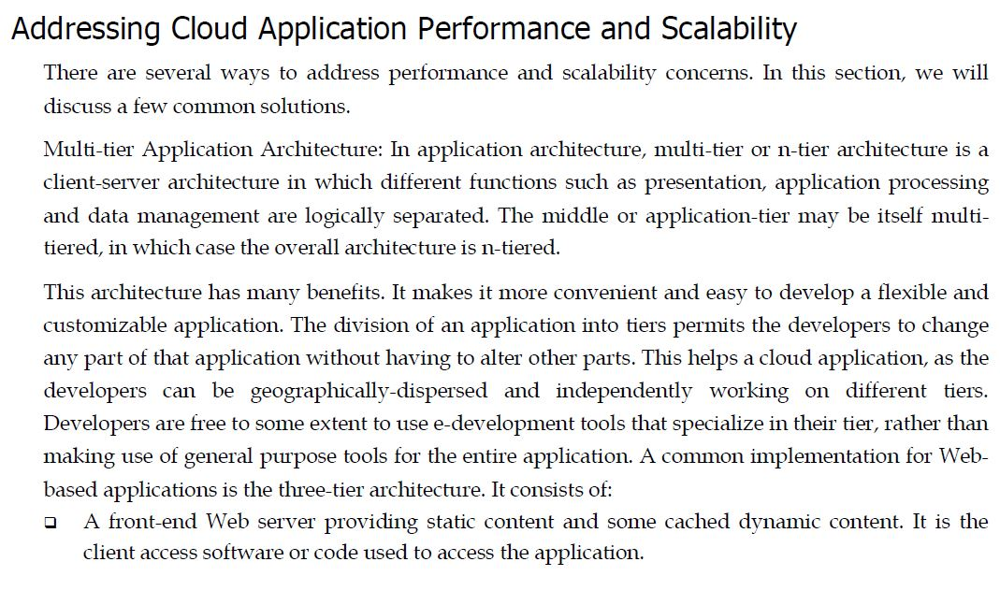 Addressing Cloud Application Performance and Scalability
There are several ways to address performance and scalability concerns. In this section, we will
discuss a few common solutions.
Multi-tier Application Architecture: In application architecture, multi-tier or n-tier architecture is a
client-server architecture in which different functions such as presentation, application processing
and data management are logically separated. The middle or application-tier may be itself multi-
tiered, in which case the overall architecture is n-tiered.
This architecture has many benefits. It makes it more convenient and easy to develop a flexible and
customizable application. The division of an application into tiers permits the developers to change
any part of that application without having to alter other parts. This helps a cloud application, as the
developers can be geographically-dispersed and independently working on different tiers.
Developers are free to some extent to use e-development tools that specialize in their tier, rather than
making use of general purpose tools for the entire application. A common implementation for Web-
based applications is the three-tier architecture. It consists of:
❑ A front-end Web server providing static content and some cached dynamic content. It is the
client access software or code used to access the application.